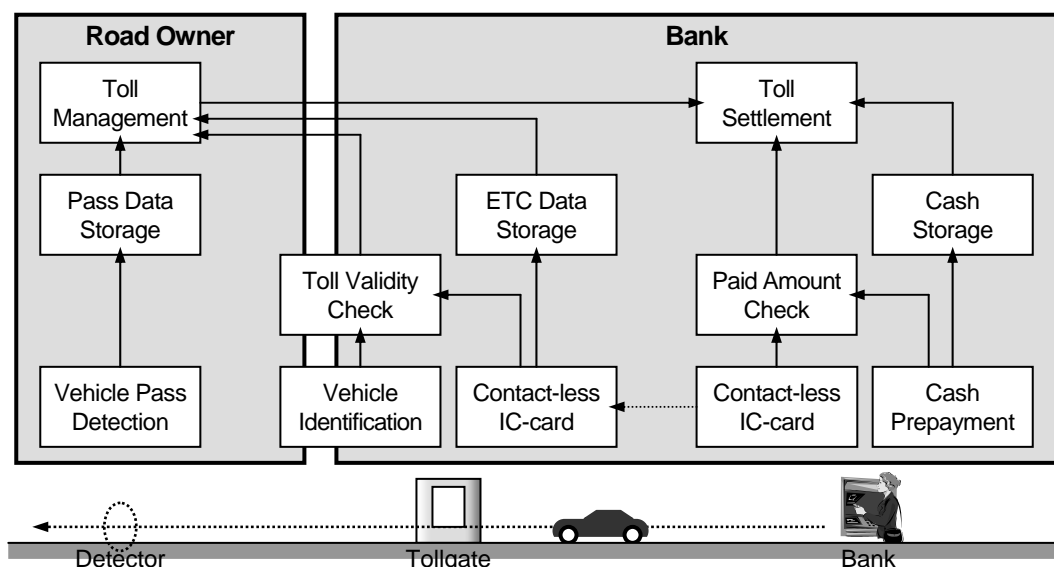 Road Owner
Bank
Toll
Management
Toll
Settlement
Pass Data
Storage
ETC Data
Storage
Cash
Storage
Toll Validity
Check
Paid Amount
Check
Vehicle Pass
Detection
Vehicle
Identification
Contact-less
IC-card
Contact-less
IC-card
Cash
Prepayment
Detector
Tollgate
Bank